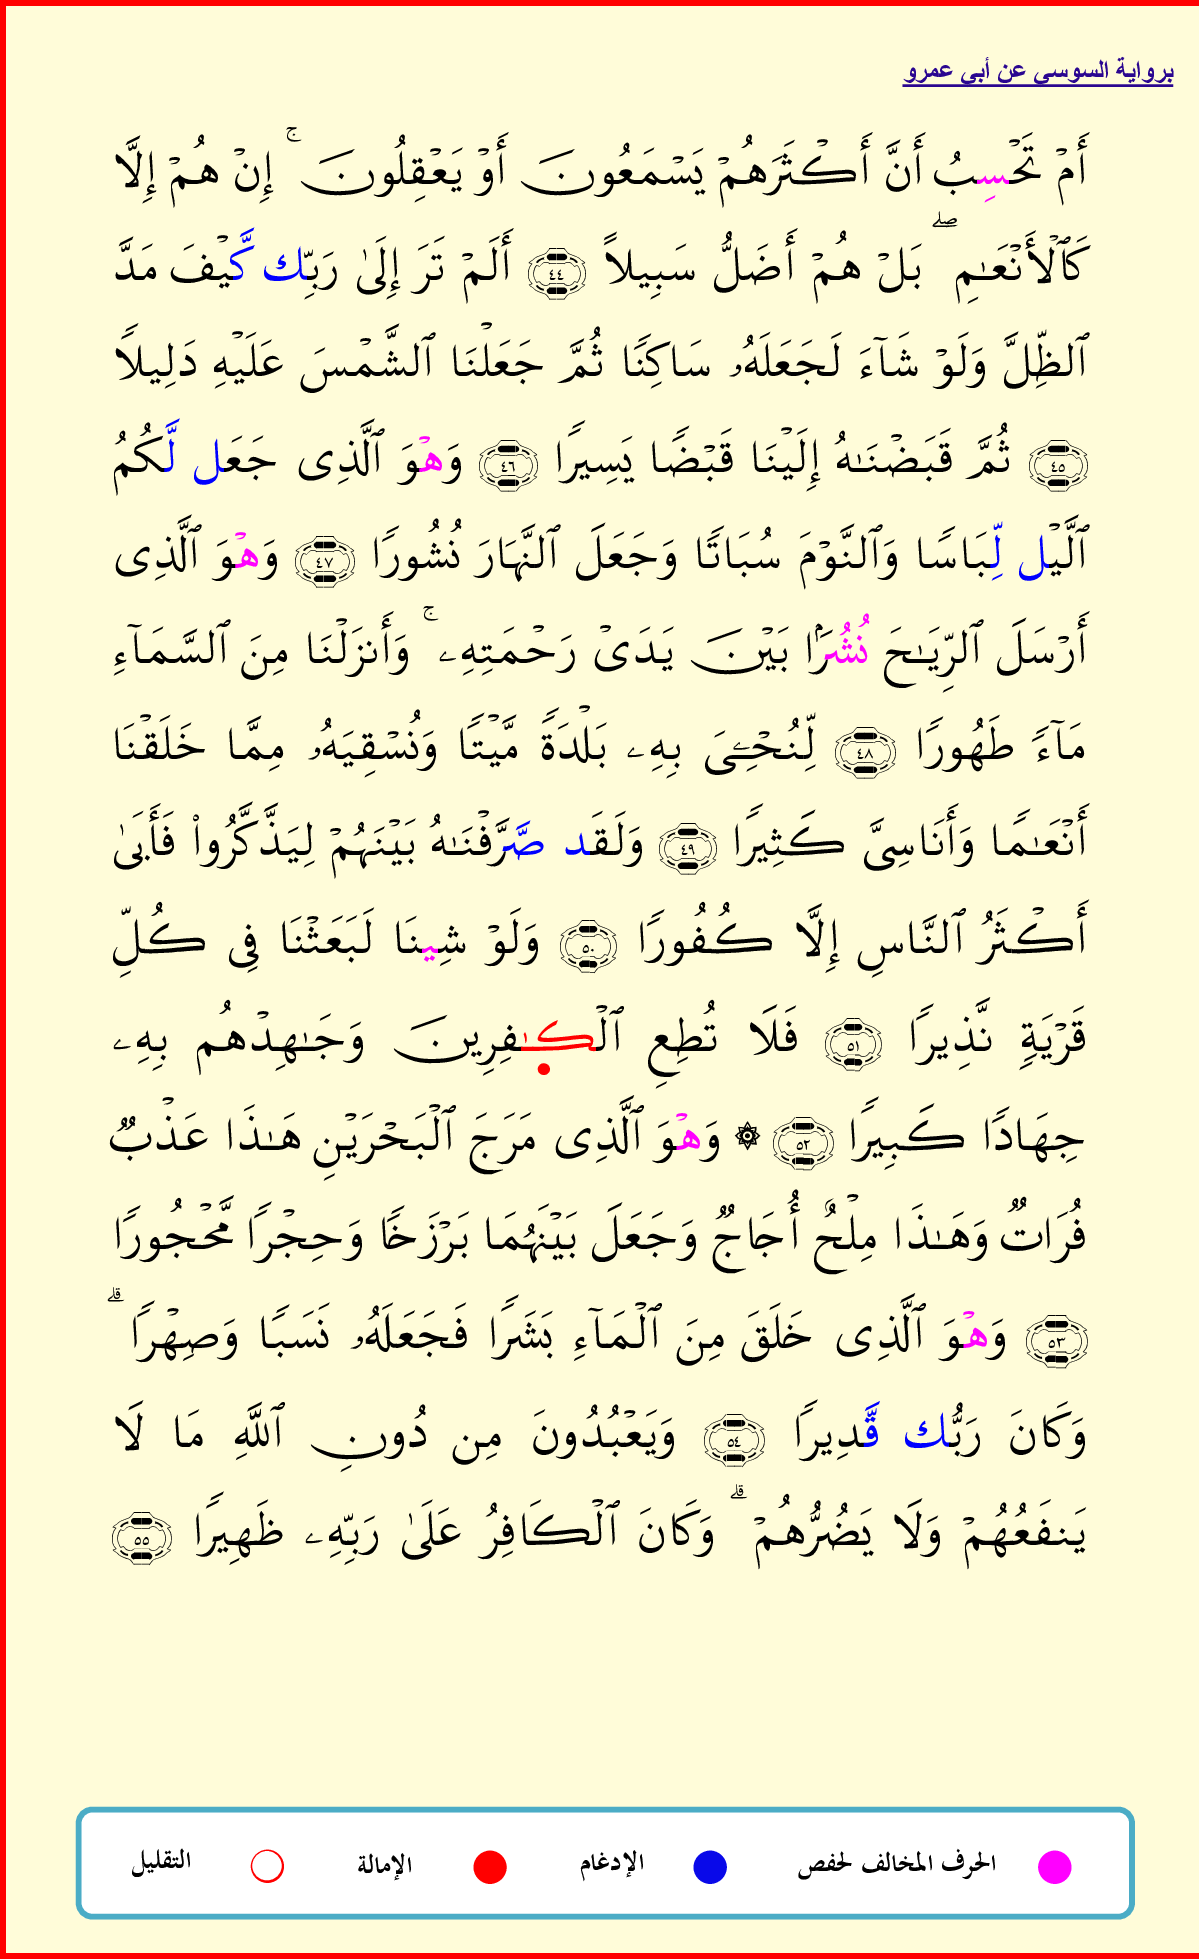 برواية السوسي عن أبي عمرو
أَمْ تَحْسِبُ أَنَّ أَكْثَرَهُمْ يَسْمَعُونَ أَوْ يَعْقِلُونَ ۚ إِنْ هُمْ إِلَّا
كَٱلْأَنْعَـٰمِ ۖ بَلْ هُمْ أَضَلُّ سَبِيلاً ٤٤ أَلَمْ تَرَ إِلَىٰ رَبِّك كَّيْفَ مَدَّ
ٱلظِّلَّ وَلَوْ شَآءَ لَجَعَلَهُۥ سَاكِنًا ثُمَّ جَعَلْنَا ٱلشَّمْسَ عَلَيْهِ دَلِيلاً
٤٥ ثُمَّ قَبَضْنَـٰهُ إِلَيْنَا قَبْضًا يَسِيرًا ٤٦ وَهْوَ ٱلَّذِى جَعَل لَّكُمُ
ٱلَّيْل لِّبَاسًا وَٱلنَّوْمَ سُبَاتًا وَجَعَلَ ٱلنَّهَارَ نُشُورًا ٤٧ وَهْوَ ٱلَّذِى
أَرْسَلَ ٱلرِّيَـٰحَ نُشُرَۢا بَيْنَ يَدَىْ رَحْمَتِهِۦ ۚ وَأَنزَلْنَا مِنَ ٱلسَّمَآءِ
مَآءً طَهُورًا ٤٨ لِّنُحْـِۧىَ بِهِۦ بَلْدَةً مَّيْتًا وَنُسْقِيَهُۥ مِمَّا خَلَقْنَا
أَنْعَـٰمًا وَأَنَاسِىَّ كَثِيرًا ٤٩ وَلَقَد صَّرَّفْنَـٰهُ بَيْنَهُمْ لِيَذَّكَّرُوا۟ فَأَبَىٰ
أَكْثَرُ ٱلنَّاسِ إِلَّا كُفُورًا ٥٠ وَلَوْ شِينَا لَبَعَثْنَا فِى كُلِّ
قَرْيَةٍ نَّذِيرًا ٥١ فَلَا تُطِعِ ٱلْكَـٰفِرِينَ وَجَـٰهِدْهُم بِهِۦ
جِهَادًا كَبِيرًا ٥٢ ۞ وَهْوَ ٱلَّذِى مَرَجَ ٱلْبَحْرَيْنِ هَـٰذَا عَذْبٌ
فُرَاتٌ وَهَـٰذَا مِلْحٌ أُجَاجٌ وَجَعَلَ بَيْنَهُمَا بَرْزَخًا وَحِجْرًا مَّحْجُورًا
٥٣ وَهْوَ ٱلَّذِى خَلَقَ مِنَ ٱلْمَآءِ بَشَرًا فَجَعَلَهُۥ نَسَبًا وَصِهْرًا ۗ
وَكَانَ رَبُّك قَّدِيرًا ٥٤ وَيَعْبُدُونَ مِن دُونِ ٱللَّهِ مَا لَا
يَنفَعُهُمْ وَلَا يَضُرُّهُمْ ۗ وَكَانَ ٱلْكَافِرُ عَلَىٰ رَبِّهِۦ ظَهِيرًا ٥٥
الحرف المخالف لحفص الإدغام الإمالة التقليل